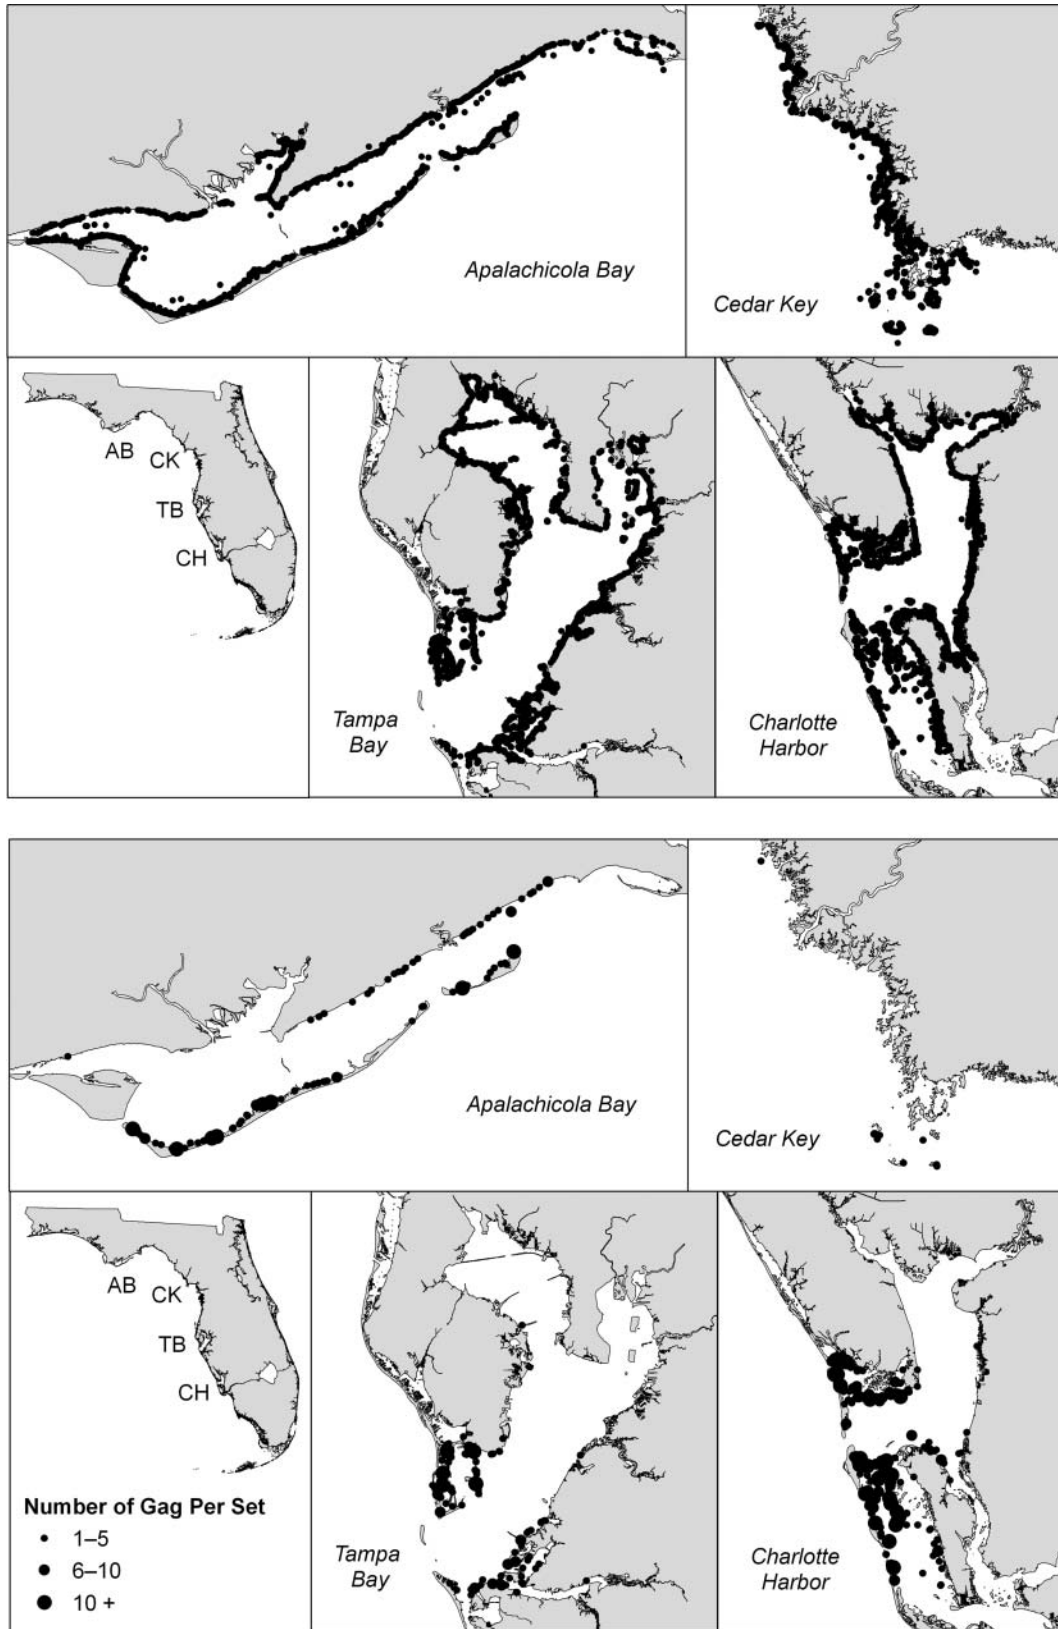 Apalachicola Bay
Cedar Key
AB
CK
TB
CH
Tampa
Bay
Charlotte
Harbor
Apalachicola Bay
Cedar Key
AB
CK
TB
CH
Number of Gag Per Set
1–5
6–10
10 +
Tampa
Bay
Charlotte
Harbor